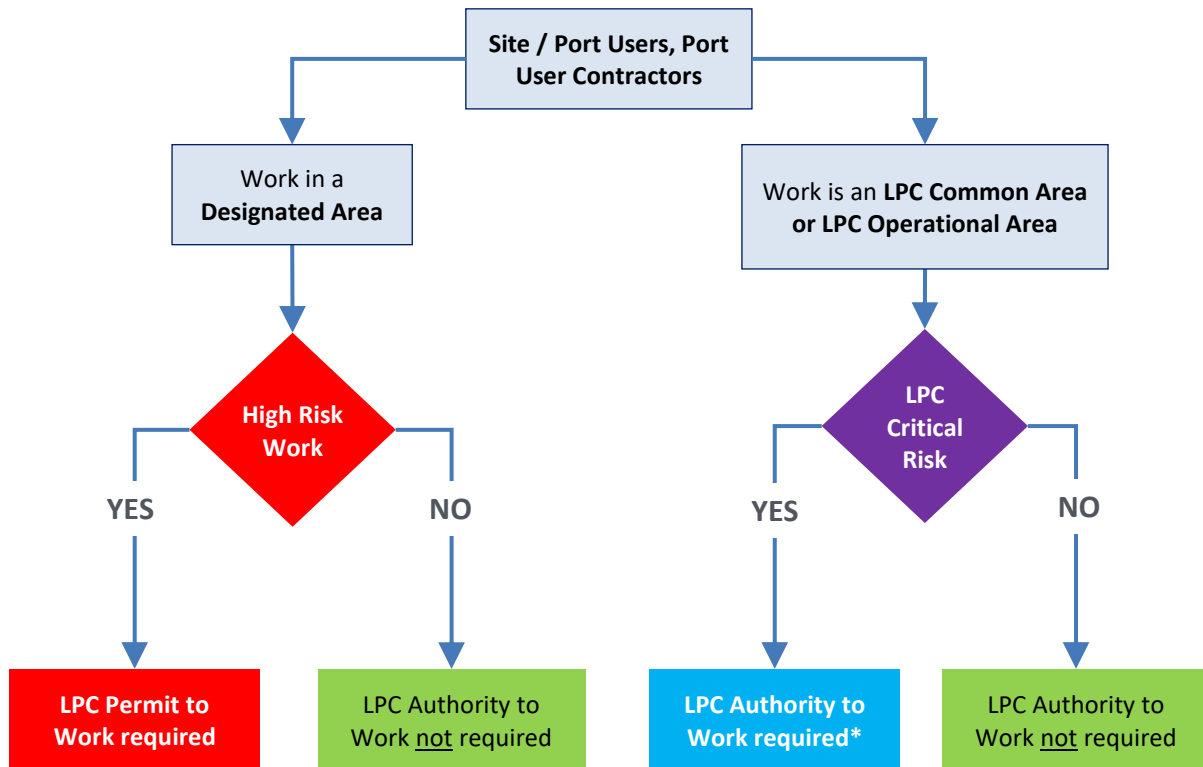 Site / Port Users, Port
User Contractors
Work in a
Designated Area
Work is an LPC Common Area
or LPC Operational Area
High Risk
Work
LPC
Critical
Risk
YES
NO
YES
NO
LPC Permit to
Work required
LPC Authority to
Work not required
LPC Authority to
Work required*
LPC Authority to
Work not required